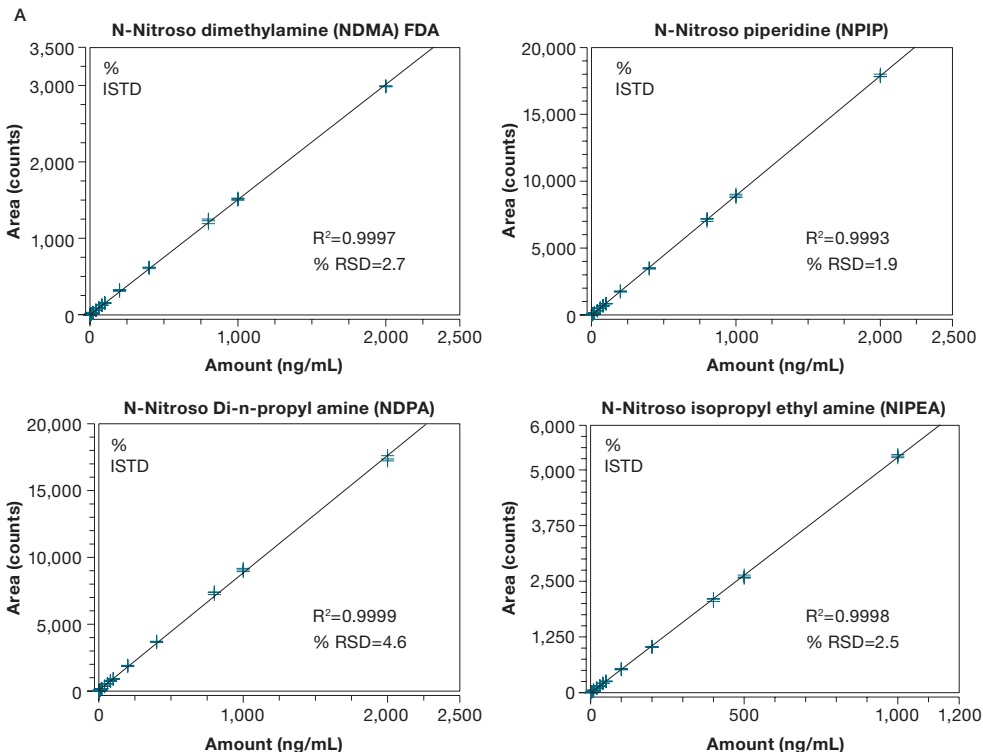 A
N-Nitroso dimethylamine (NDMA) FDA
3,500
3,000
2,000
1,000
0
Area (counts)
%
ISTD
R²=0.9997
% RSD=2.7
0
1,000
2,000
2,500
Amount (ng/mL)
N-Nitroso piperidine (NPIP)
20,000
15,000
10,000
5,000
0
Area (counts)
%
ISTD
R²=0.9993
% RSD=1.9
0
1,000
2,000
2,500
Amount (ng/mL)
N-Nitroso Di-n-propyl amine (NDPA)
20,000
15,000
10,000
5,000
0
Area (counts)
%
ISTD
R²=0.9999
% RSD=4.6
0
1,000
2,000
2,500
Amount (ng/mL)
N-Nitroso isopropyl ethyl amine (NIPEA)
6,000
5,000
3,750
2,500
1,250
0
Area (counts)
%
ISTD
R²=0.9998
% RSD=2.5
0
500
1,000
1,200
Amount (ng/mL)